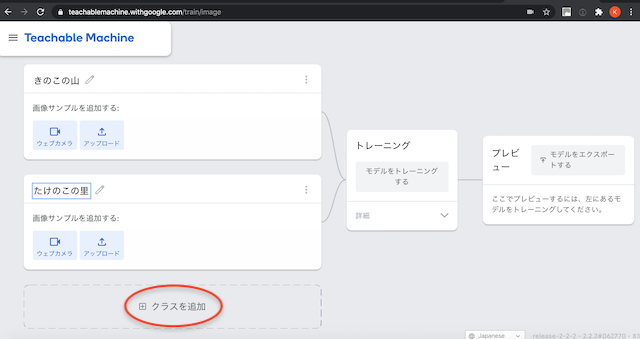 teachablemachine.withgoogle.com/train/image
K
Teachable Machine
きのこの山
画像サンプルを追加する:
ウェブカメラ
アップロード
たけのこの里
画像サンプルを追加する:
ウェブカメラ
アップロード
クラスを追加
トレーニング
モデルをトレーニング
する
詳細
プレビ
ュー
モデルをエクスポー
トする
ここでプレビューするには、左にあるモ
デルをトレーニングしてください。
Japanese
release-2-2-2 - 2.2.2#062770